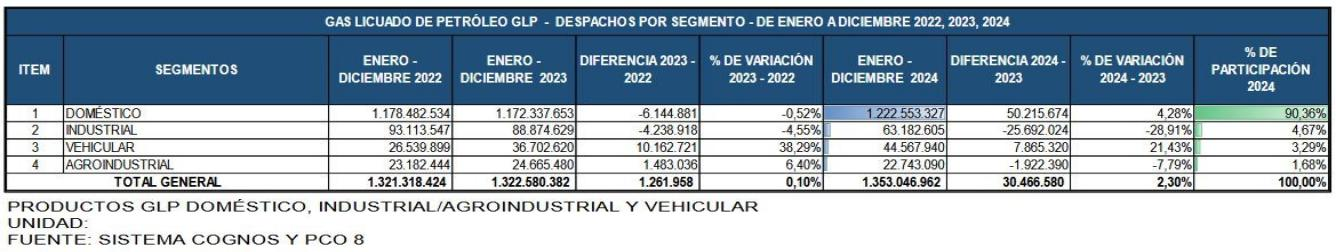 GAS LICUADO DE PETRÓLEO GLP - DESPACHOS POR SEGMENTO - DE ENERO A DICIEMBRE 2022, 2023, 2024
ITEM SEGMENTOS ENERO - DICIEMBRE 2022 ENERO - DICIEMBRE 2023 DIFERENCIA 2023 - 2022 % DE VARIACIÓN 2023 - 2022 ENERO - DICIEMBRE 2024 DIFERENCIA 2024 - 2023 % DE VARIACIÓN 2024 - 2023 % DE PARTICIPACIÓN 2024
1 DOMÉSTICO 1.178.482.534 1.172.337.653 -6.144.881 -0,52% 1.222.553.327 50.215.674 4,28% 90,36%
2 INDUSTRIAL 93.113.547 88.874.629 -4.238.918 -4,55% 63.182.605 -25.692.024 -28,91% 4,67%
3 VEHICULAR 26.539.899 36.702.620 10.162.721 38,29% 44.567.940 7.865.320 21,43% 3,29%
4 AGROINDUSTRIAL 23.182.444 24.665.480 1.483.036 6,40% 22.743.090 -1.922.390 -7,79% 1,68%
TOTAL GENERAL 1.321.318.424 1.322.580.382 1.261.958 0,10% 1.353.046.962 30.466.580 2,30% 100,00%
PRODUCTOS GLP DOMÉSTICO, INDUSTRIAL/AGROINDUSTRIAL Y VEHICULAR
UNIDAD:
FUENTE: SISTEMA COGNOS Y PCO 8